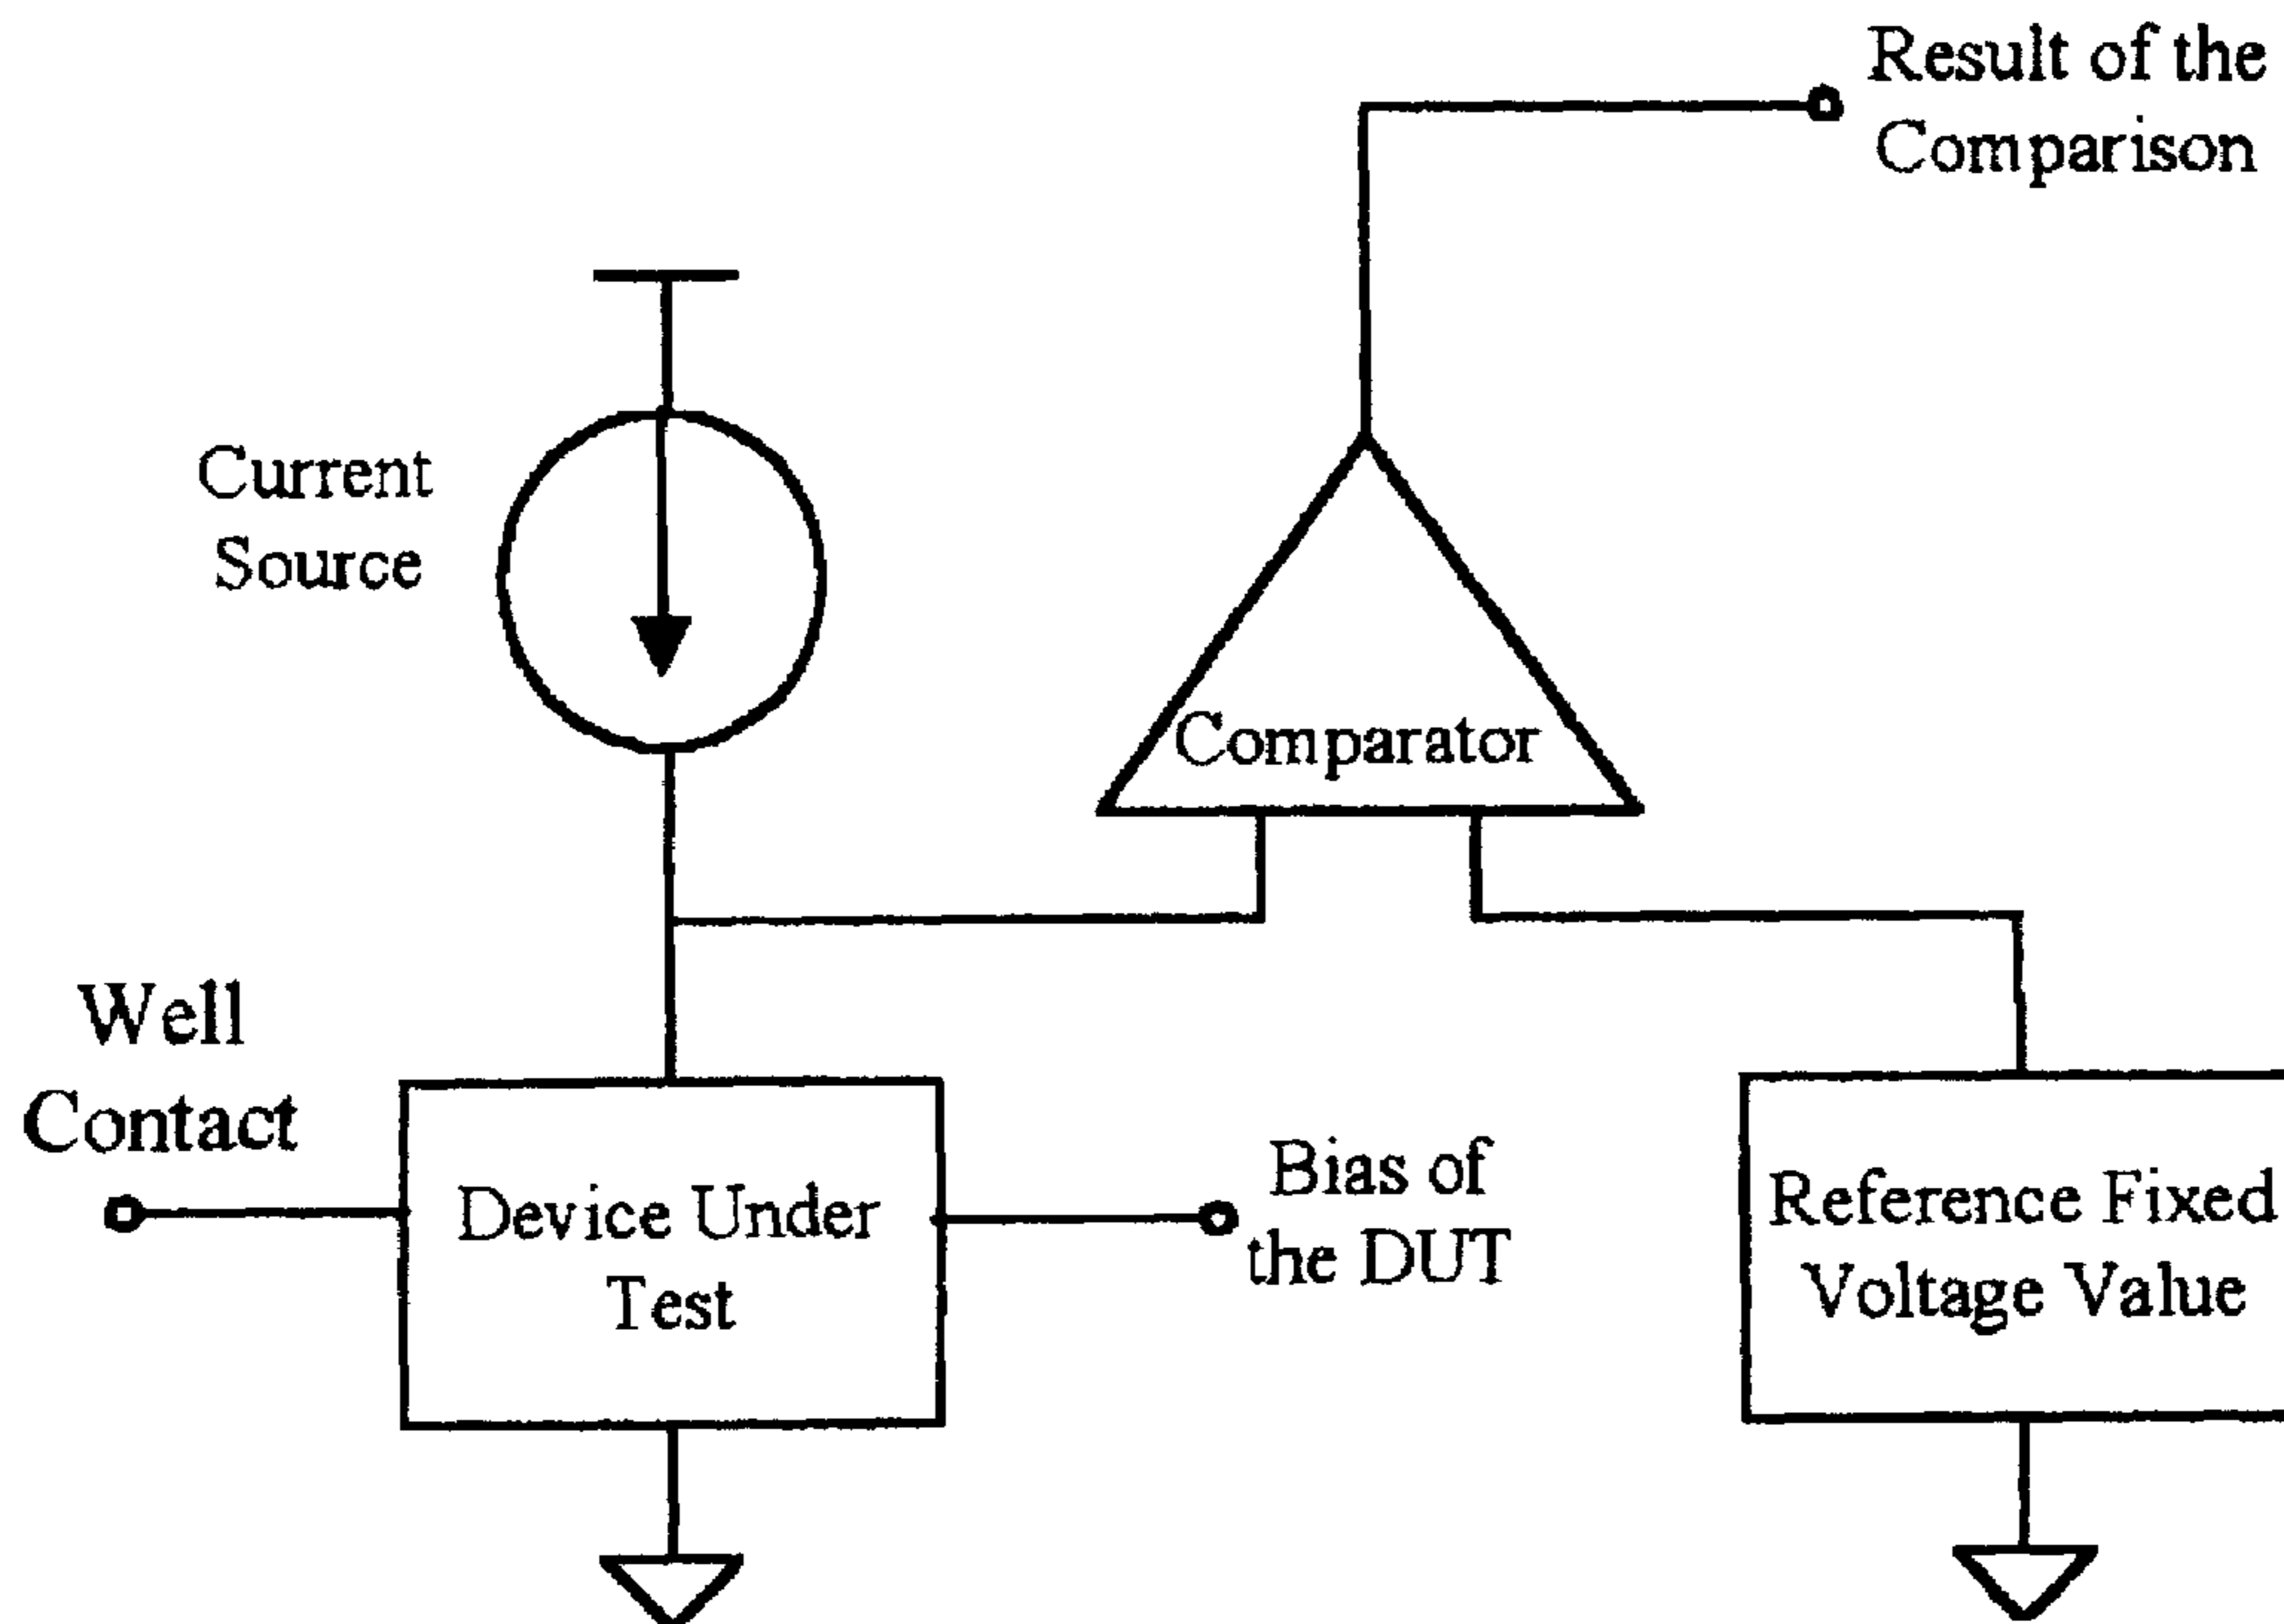 Result of the
Comparison
Current
Source
Comparator
Well
Contact
Device Under
Test
Bias of
the DUT
Reference Fixed
Voltage Value